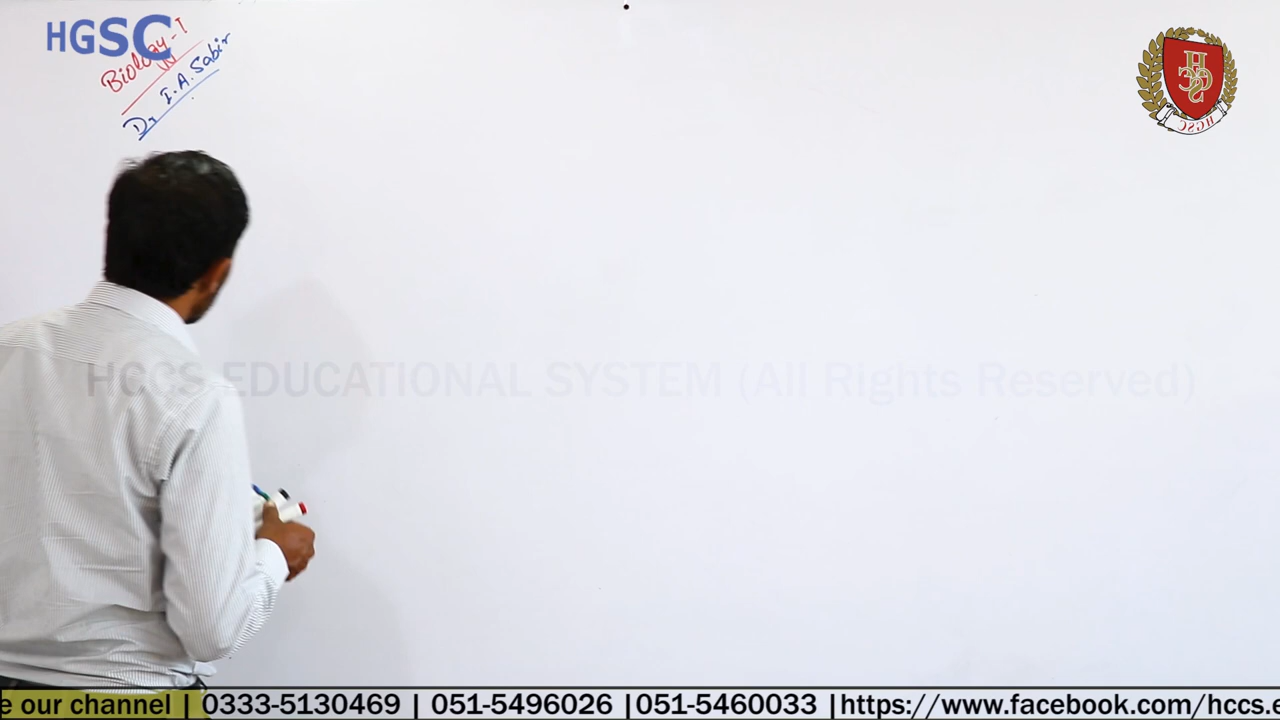 HGSC
Biology-I
Dr I.A.Sabir
HGSC
HCCS EDUCATIONAL SYSTEM (All Rights Reserved)
e our channel | 0333-5130469 | 051-5496026 |051-5460033 |https://www.facebook.com/hccs.e